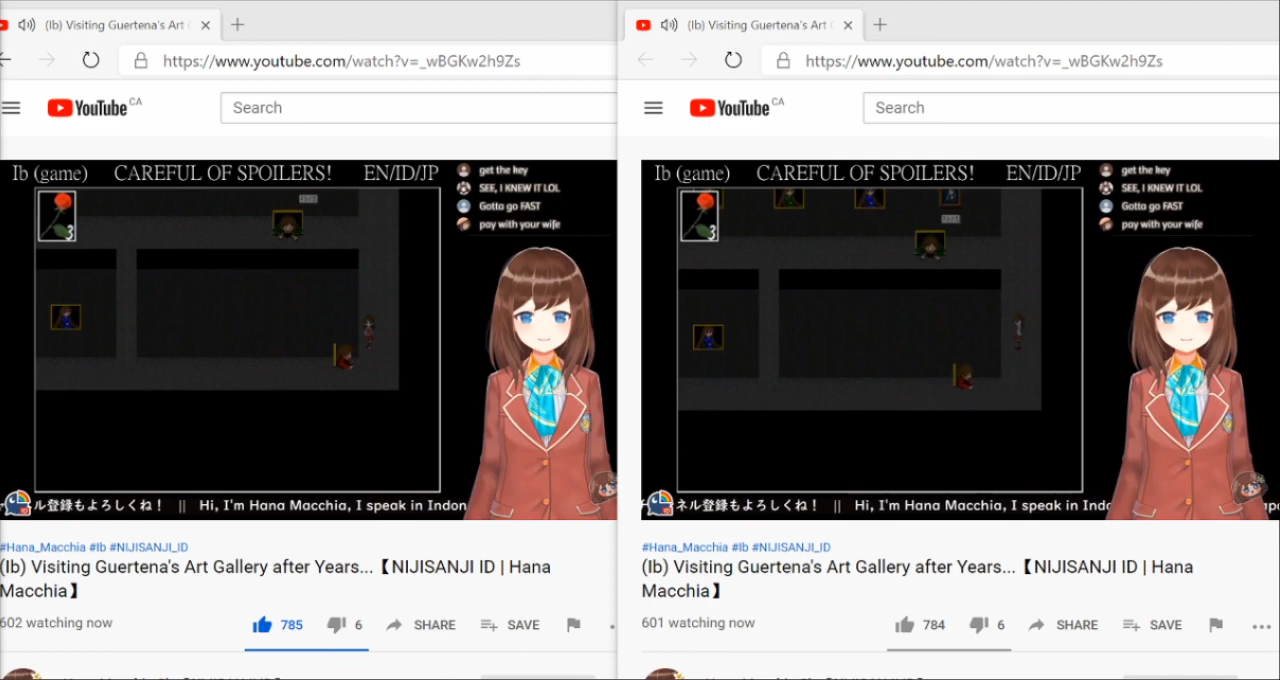 (Ib) Visiting Guertena's Art
(Ib) Visiting Guertena's Art
https://www.youtube.com/watch?v=_wBGKw2h9Zs
https://www.youtube.com/watch?v=_wBGKw2h9Zs
YouTube CA
Search
YouTube CA
Search
Ib (game) CAREFUL OF SPOILERS! EN/ID/JP
get the key
SEE, I KNEW IT LOL
Gotta go FAST
pay with your wife
3
Ib (game) CAREFUL OF SPOILERS! EN/ID/JP
get the key
SEE, I KNEW IT LOL
Gotta go FAST
pay with your wife
3
ル登録もよろしくね! || Hi, I'm Hana Macchia, I speak in Indon
ネル登録もよろしくね! || Hi, I'm Hana Macchia, I speak in Ind
#Hana_Macchia #Ib #NIJISANJI_ID
(Ib) Visiting Guertena's Art Gallery after Years...【NIJISANJI ID | Hana
Macchia】
602 watching now
785 6 SHARE SAVE
#Hana_Macchia #Ib #NIJISANJI_ID
(Ib) Visiting Guertena's Art Gallery after Years...【NIJISANJI ID | Hana
Macchia】
601 watching now
784 6 SHARE SAVE